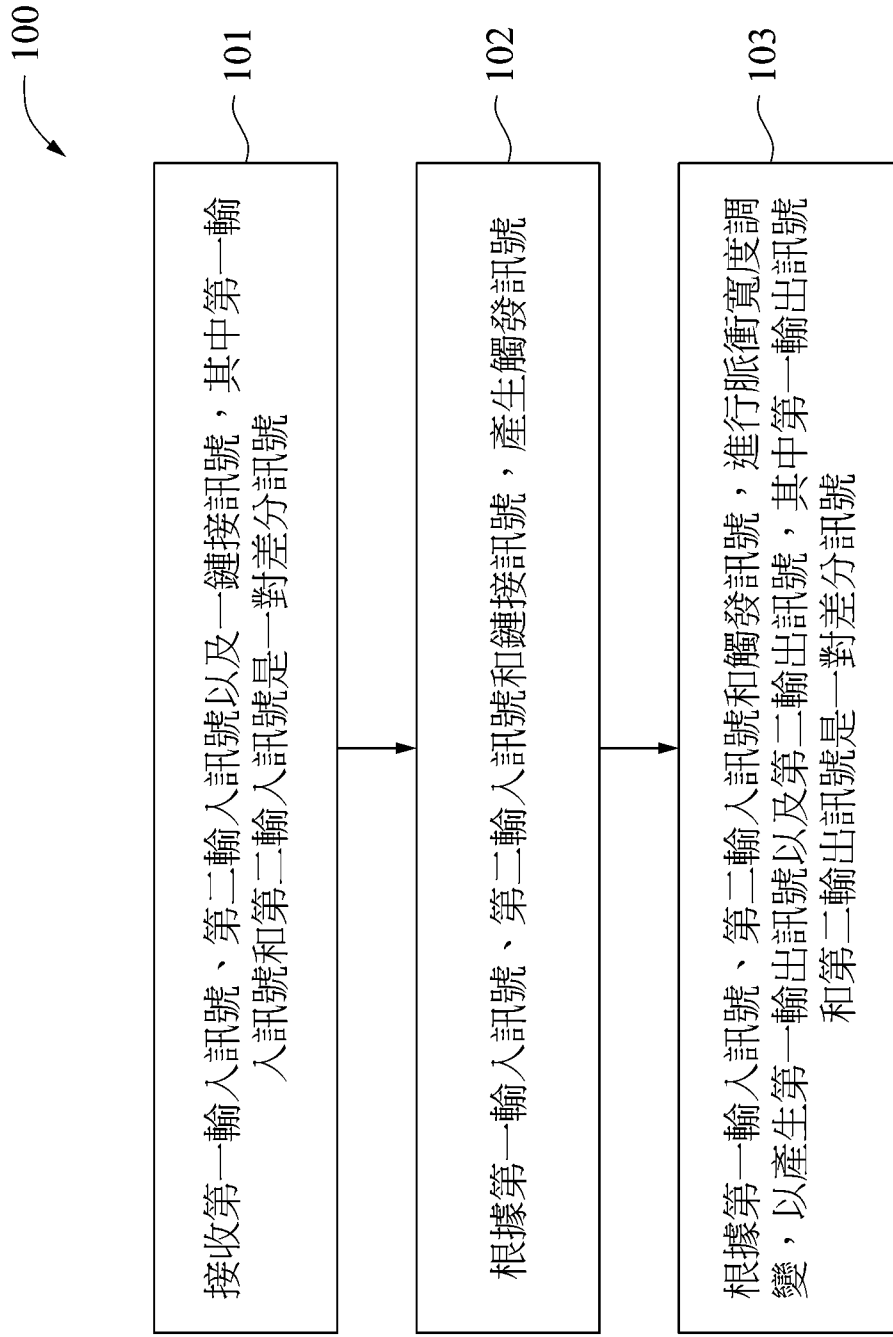 100
101
接收第一輸入訊號、第二輸入訊號以及一鏈接訊號，其中第一輸
入訊號和第二輸入訊號是一對差分訊號
102
根據第一輸入訊號、第二輸入訊號和鏈接訊號，產生觸發訊號
103
根據第一輸入訊號、第二輸入訊號和觸發訊號，進行脈衝寬度調
變，以產生第一輸出訊號以及第二輸出訊號，其中第一輸出訊號
和第二輸出訊號是一對差分訊號